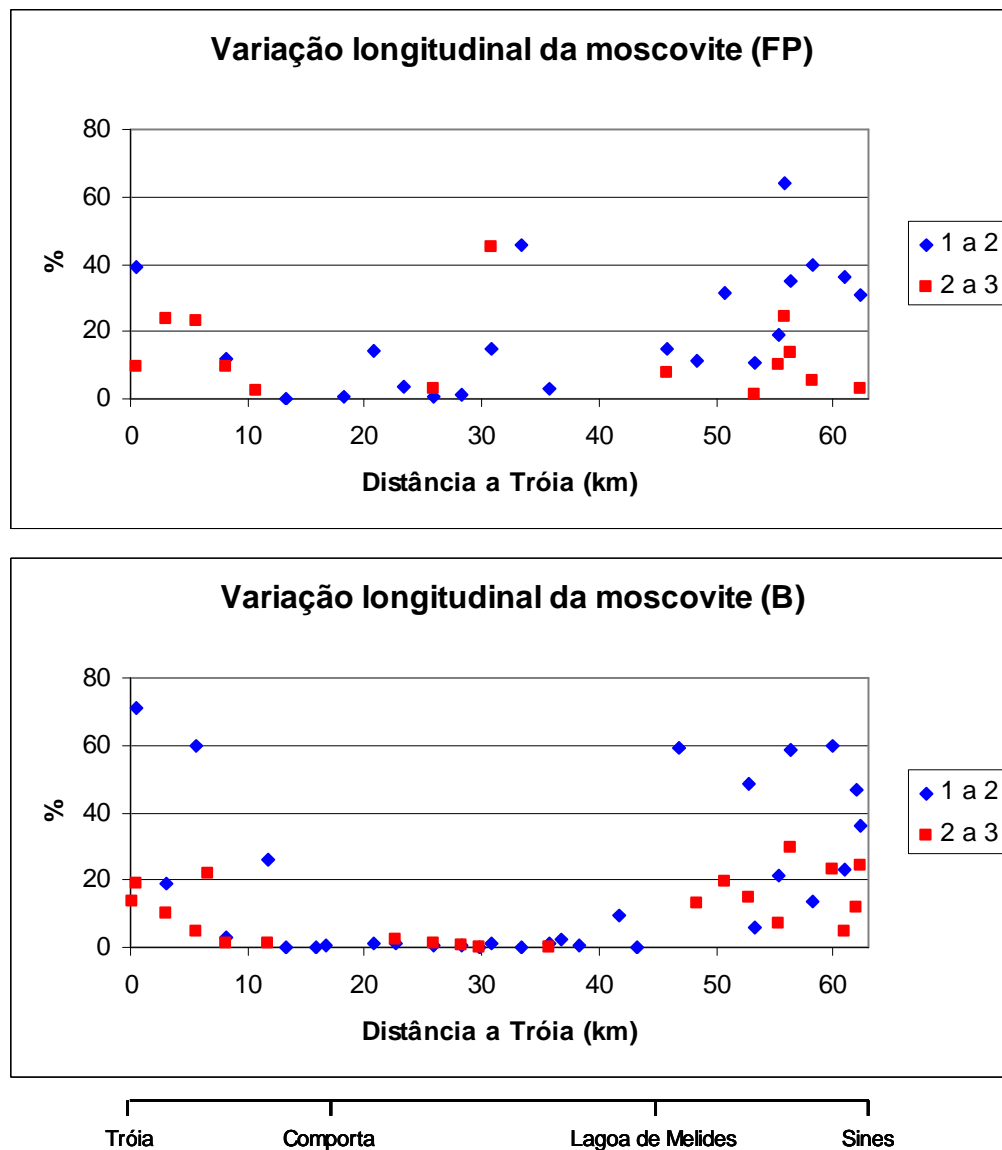 Variação longitudinal da moscovite (FP)
80
60
40
20
0
%
0 10 20 30 40 50 60
Distância a Tróia (km)
1 a 2
2 a 3
Variação longitudinal da moscovite (B)
80
60
40
20
0
%
0 10 20 30 40 50 60
Distância a Tróia (km)
1 a 2
2 a 3
Tróia Comporta Lagoa de Melides Sines